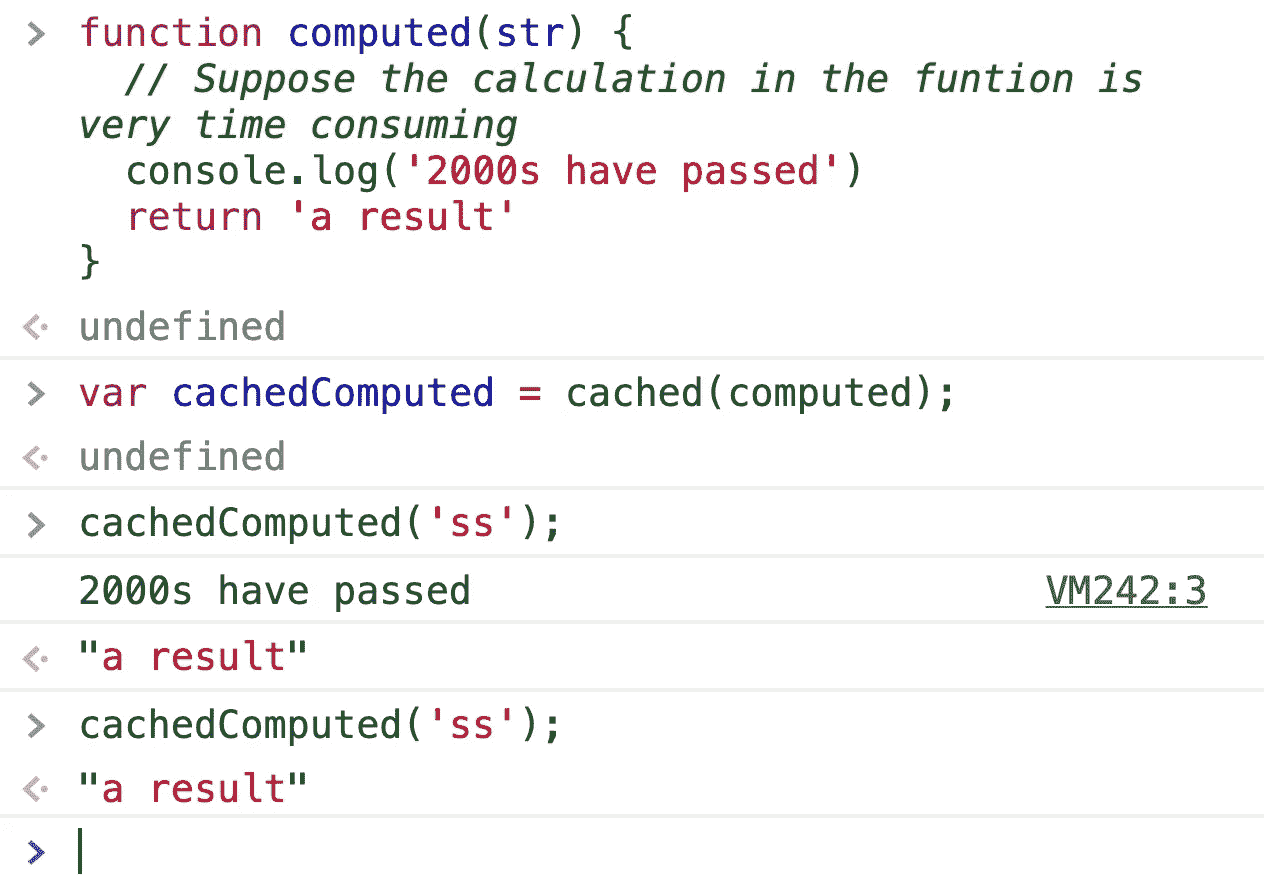 > function computed(str) {
// Suppose the calculation in the funtion is
very time consuming
console.log('2000s have passed')
return 'a result'
}
undefined
> var cachedComputed = cached(computed);
undefined
> cachedComputed('ss');
2000s have passed VM242:3
"a result"
> cachedComputed('ss');
"a result"
>